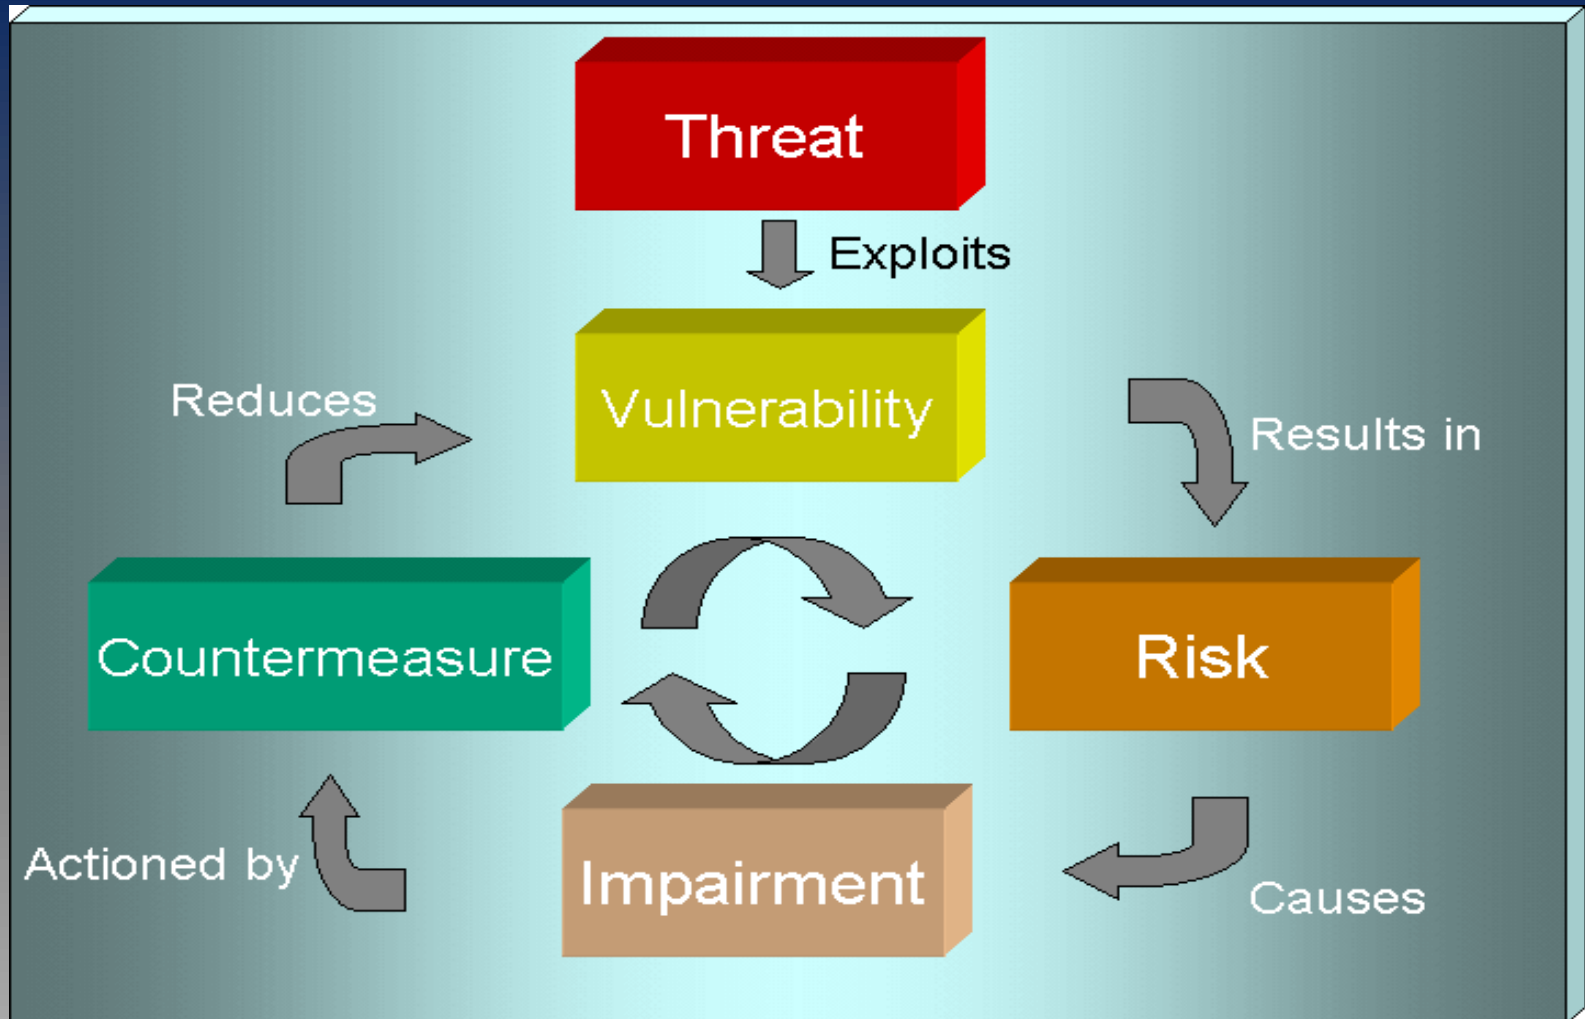 Threat
Exploits
Vulnerability
Reduces
Results in
Countermeasure
Risk
Impairment
Actioned by
Causes